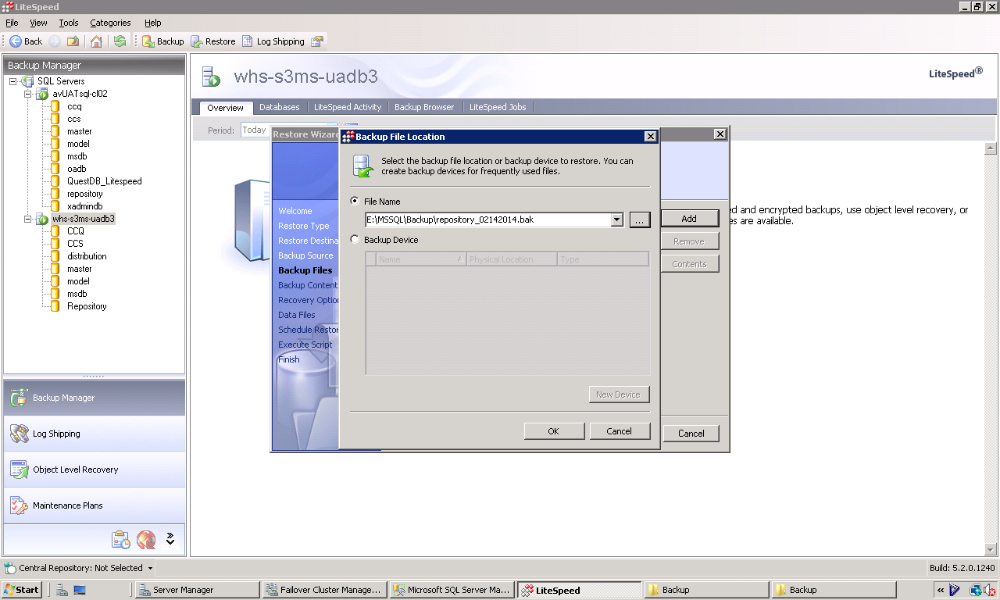 LiteSpeed
File View Tools Categories Help
Back Backup Restore Log Shipping
Backup Manager
SQL Servers
avUATsql-cl02
ccq
ccs
master
model
msdb
oadb
QuestDB_Litespeed
repository
xadmindb
whs-s3ms-uadb3
CCQ
CCS
distribution
master
model
msdb
Repository
Backup Manager
Log Shipping
Object Level Recovery
Maintenance Plans
whs-s3ms-uadb3
LiteSpeed®
Overview Databases LiteSpeed Activity Backup Browser LiteSpeed Jobs
Period: Today
d and encrypted backups, use object level recovery, or
es are available.
Restore Wizard
Welcome
Restore Type
Restore Destina
Backup Source
Backup Files
Backup Content
Recovery Option
Data Files
Schedule Restor
Execute Script
Finish
Add
Remove
Contents
Cancel
Backup File Location
Select the backup file location or backup device to restore. You can
create backup devices for frequently used files.
File Name
E:\MSSQL\Backup\repository_02142014.bak
...
Backup Device
Name Physical Location Type
New Device
OK Cancel
Central Repository: Not Selected Build: 5.2.0.1240
Start Server Manager Failover Cluster Manage... Microsoft SQL Server Ma... LiteSpeed Backup Backup «